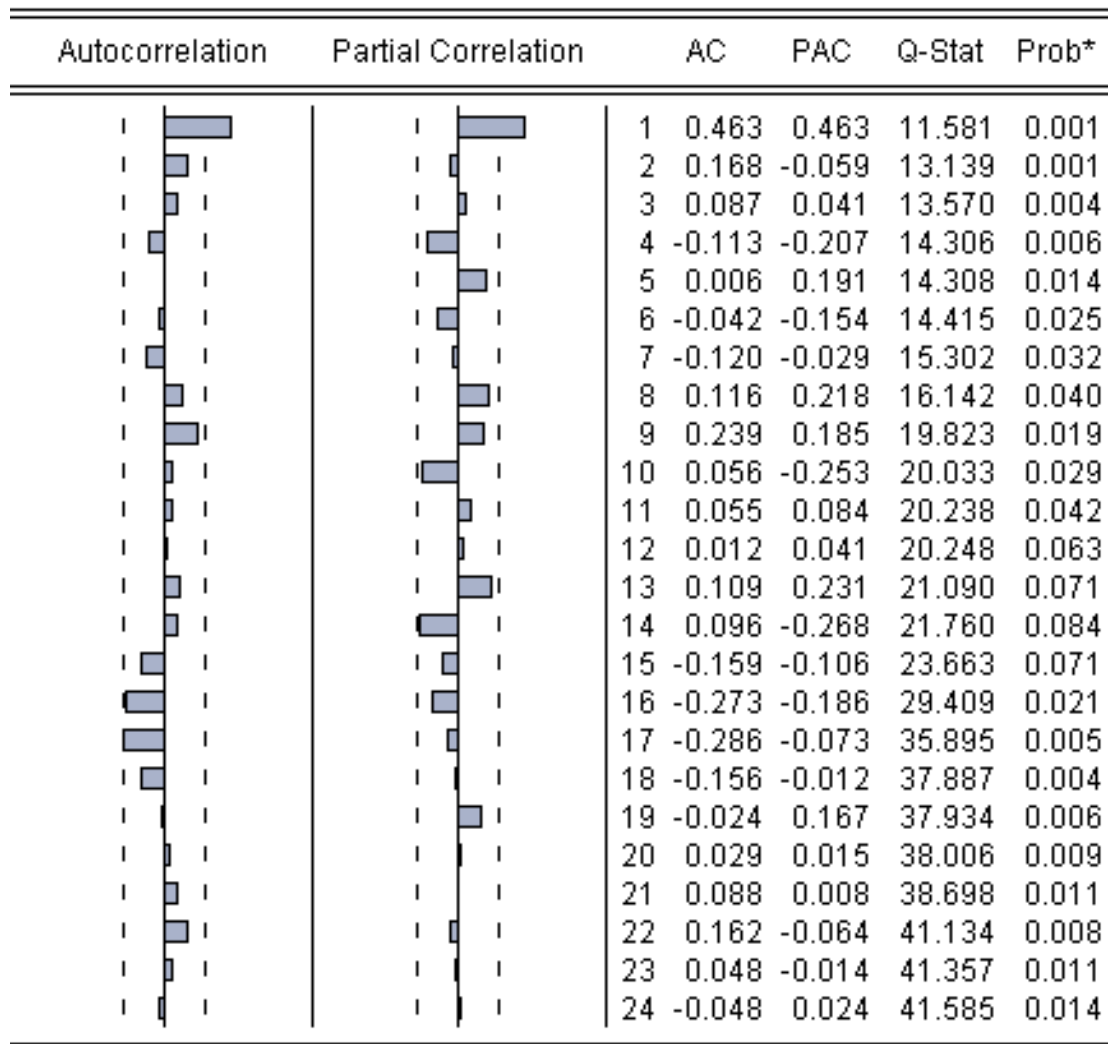 Autocorrelation Partial Correlation AC PAC Q-Stat Prob*
1 0.463 0.463 11.581 0.001
2 0.168 -0.059 13.139 0.001
3 0.087 0.041 13.570 0.004
4 -0.113 -0.207 14.306 0.006
5 0.006 0.191 14.308 0.014
6 -0.042 -0.154 14.415 0.025
7 -0.120 -0.029 15.302 0.032
8 0.116 0.218 16.142 0.040
9 0.239 0.185 19.823 0.019
10 0.056 -0.253 20.033 0.029
11 0.055 0.084 20.238 0.042
12 0.012 0.041 20.248 0.063
13 0.109 0.231 21.090 0.071
14 0.096 -0.268 21.760 0.084
15 -0.159 -0.106 23.663 0.071
16 -0.273 -0.186 29.409 0.021
17 -0.286 -0.073 35.895 0.005
18 -0.156 -0.012 37.887 0.004
19 -0.024 0.167 37.934 0.006
20 0.029 0.015 38.006 0.009
21 0.088 0.008 38.698 0.011
22 0.162 -0.064 41.134 0.008
23 0.048 -0.014 41.357 0.011
24 -0.048 0.024 41.585 0.014